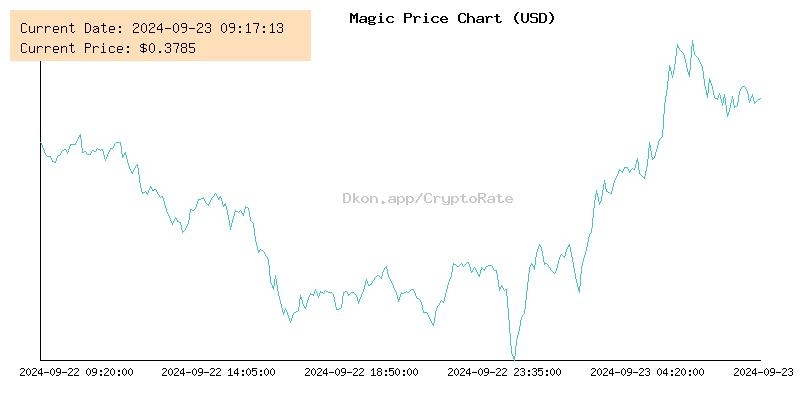 Magic Price Chart (USD)
Current Date: 2024-09-23 09:17:13
Current Price: $0.3785
Dkon.app/CryptoRate
2024-09-22 09:20:00
2024-09-22 14:05:00
2024-09-22 18:50:00
2024-09-22 23:35:00
2024-09-23 04:20:00
2024-09-23